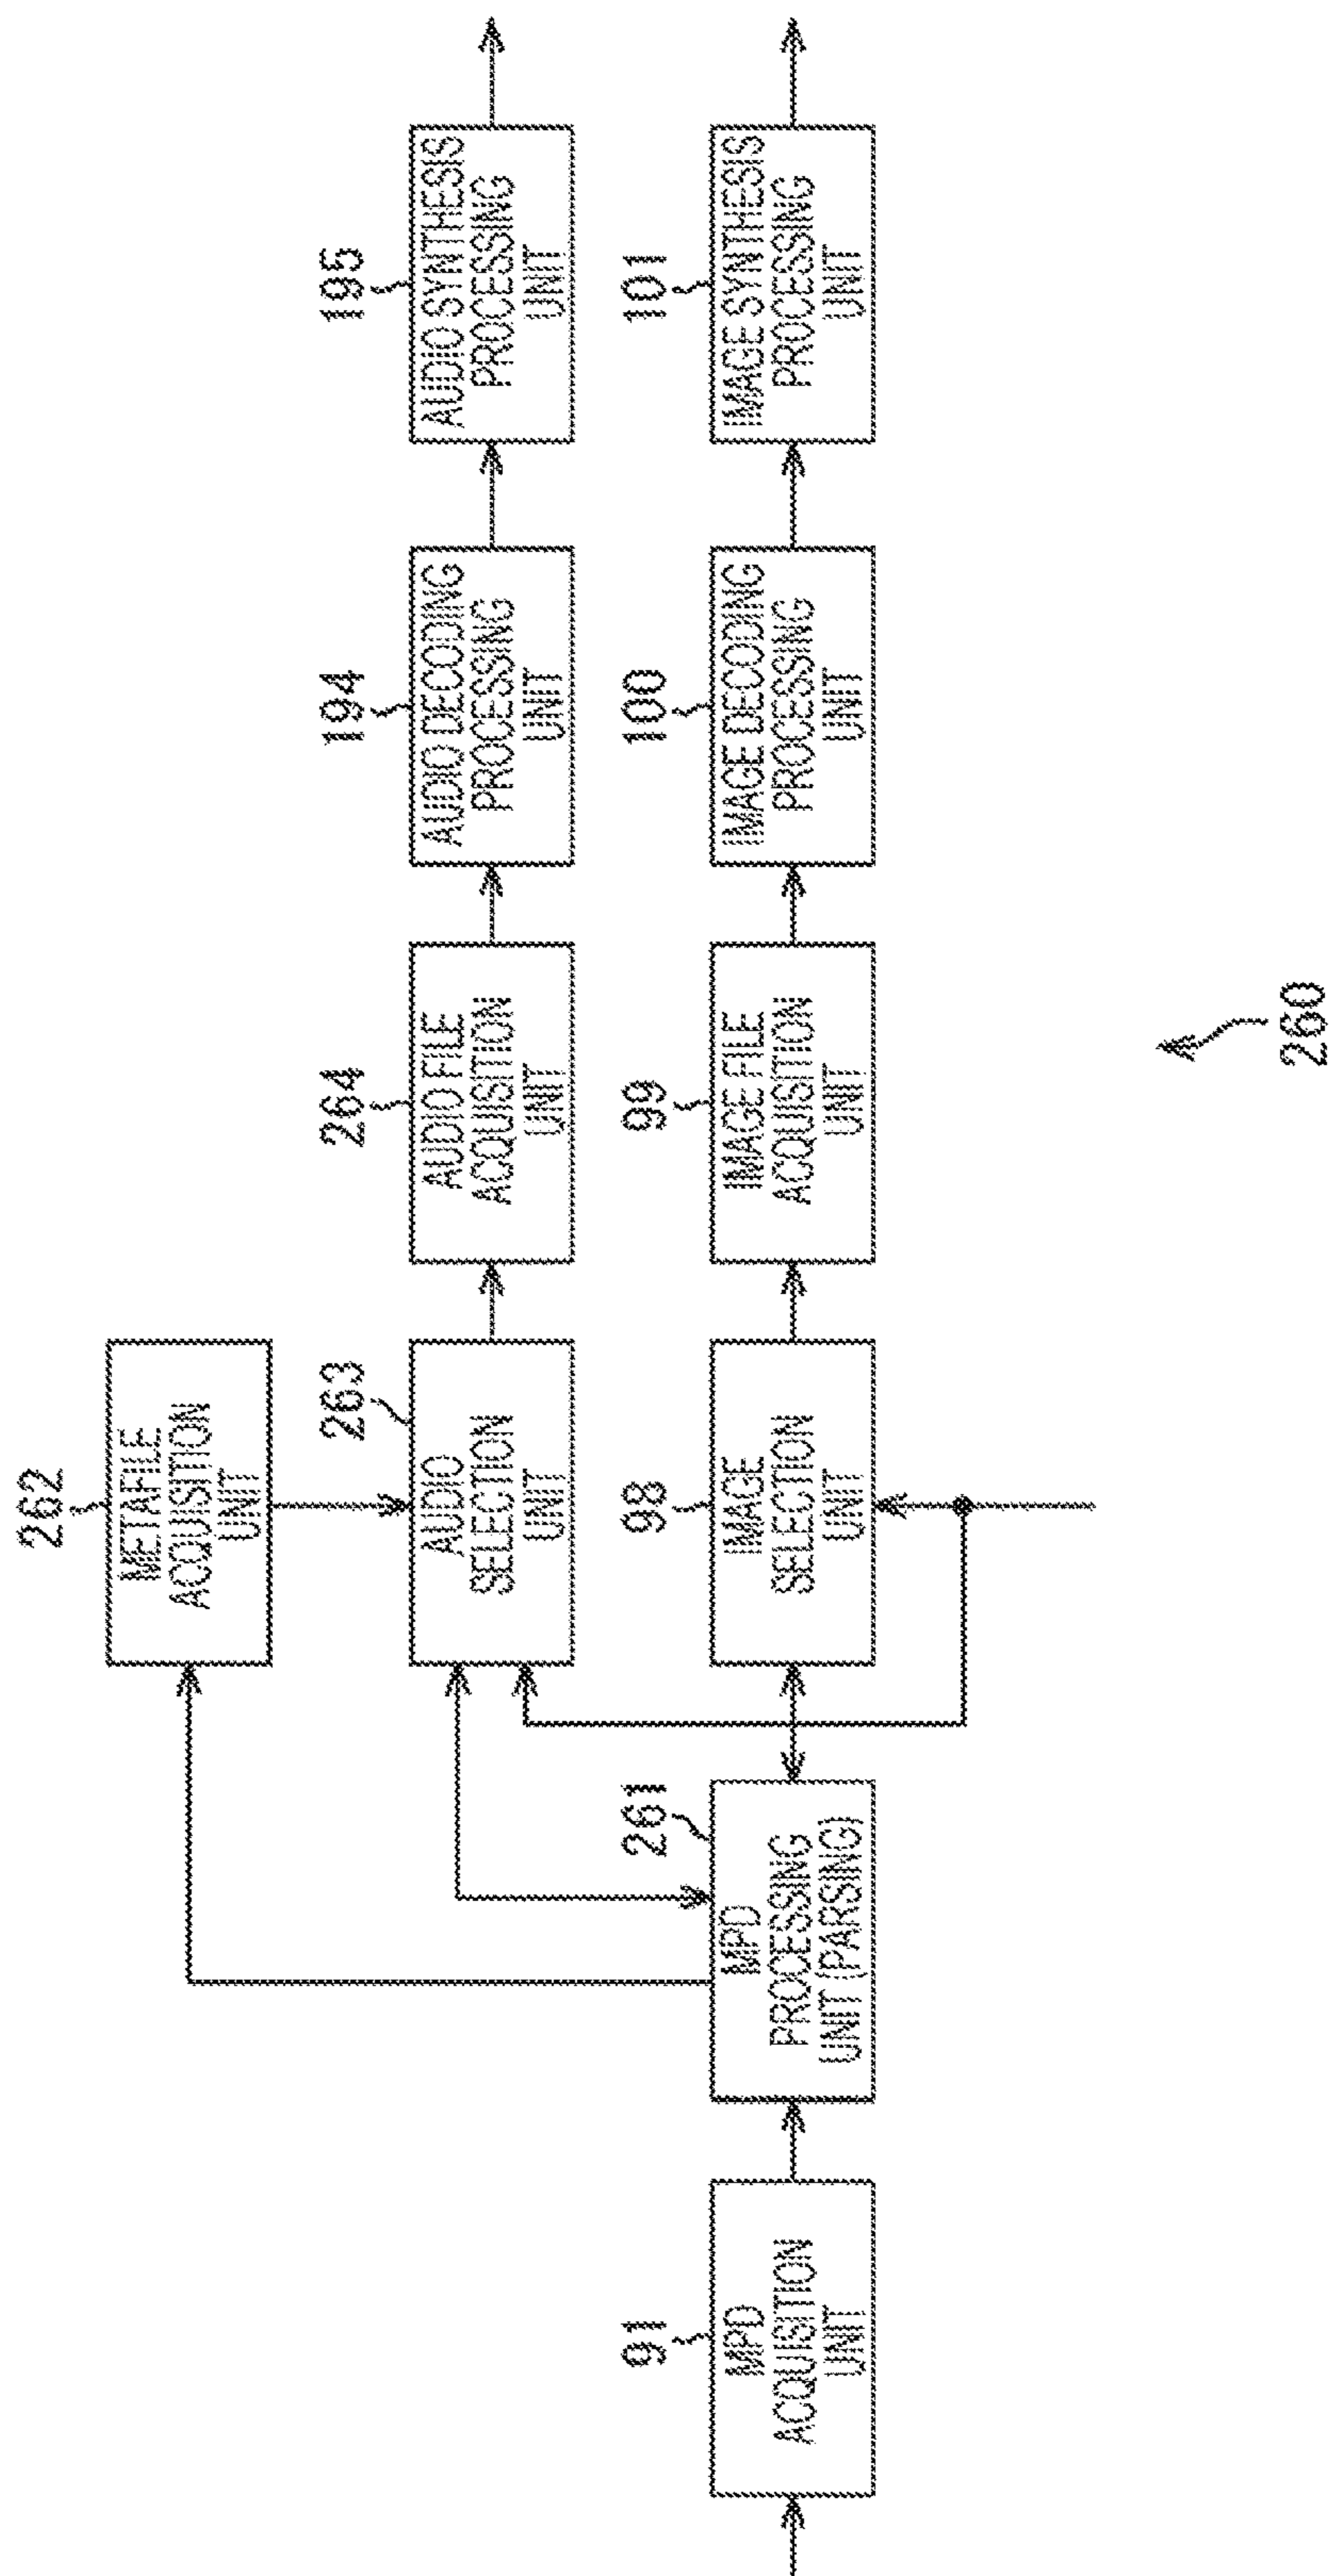 262
METAFILE
ACQUISITION
UNIT
263
AUDIO
SELECTION
UNIT
264
AUDIO FILE
ACQUISITION
UNIT
194
AUDIO DECODING
PROCESSING
UNIT
195
AUDIO SYNTHESIS
PROCESSING
UNIT
91
MPD
ACQUISITION
UNIT
261
MPD
PROCESSING
UNIT (PARSING)
98
IMAGE
SELECTION
UNIT
99
IMAGE FILE
ACQUISITION
UNIT
100
IMAGE DECODING
PROCESSING
UNIT
101
IMAGE SYNTHESIS
PROCESSING
UNIT
260